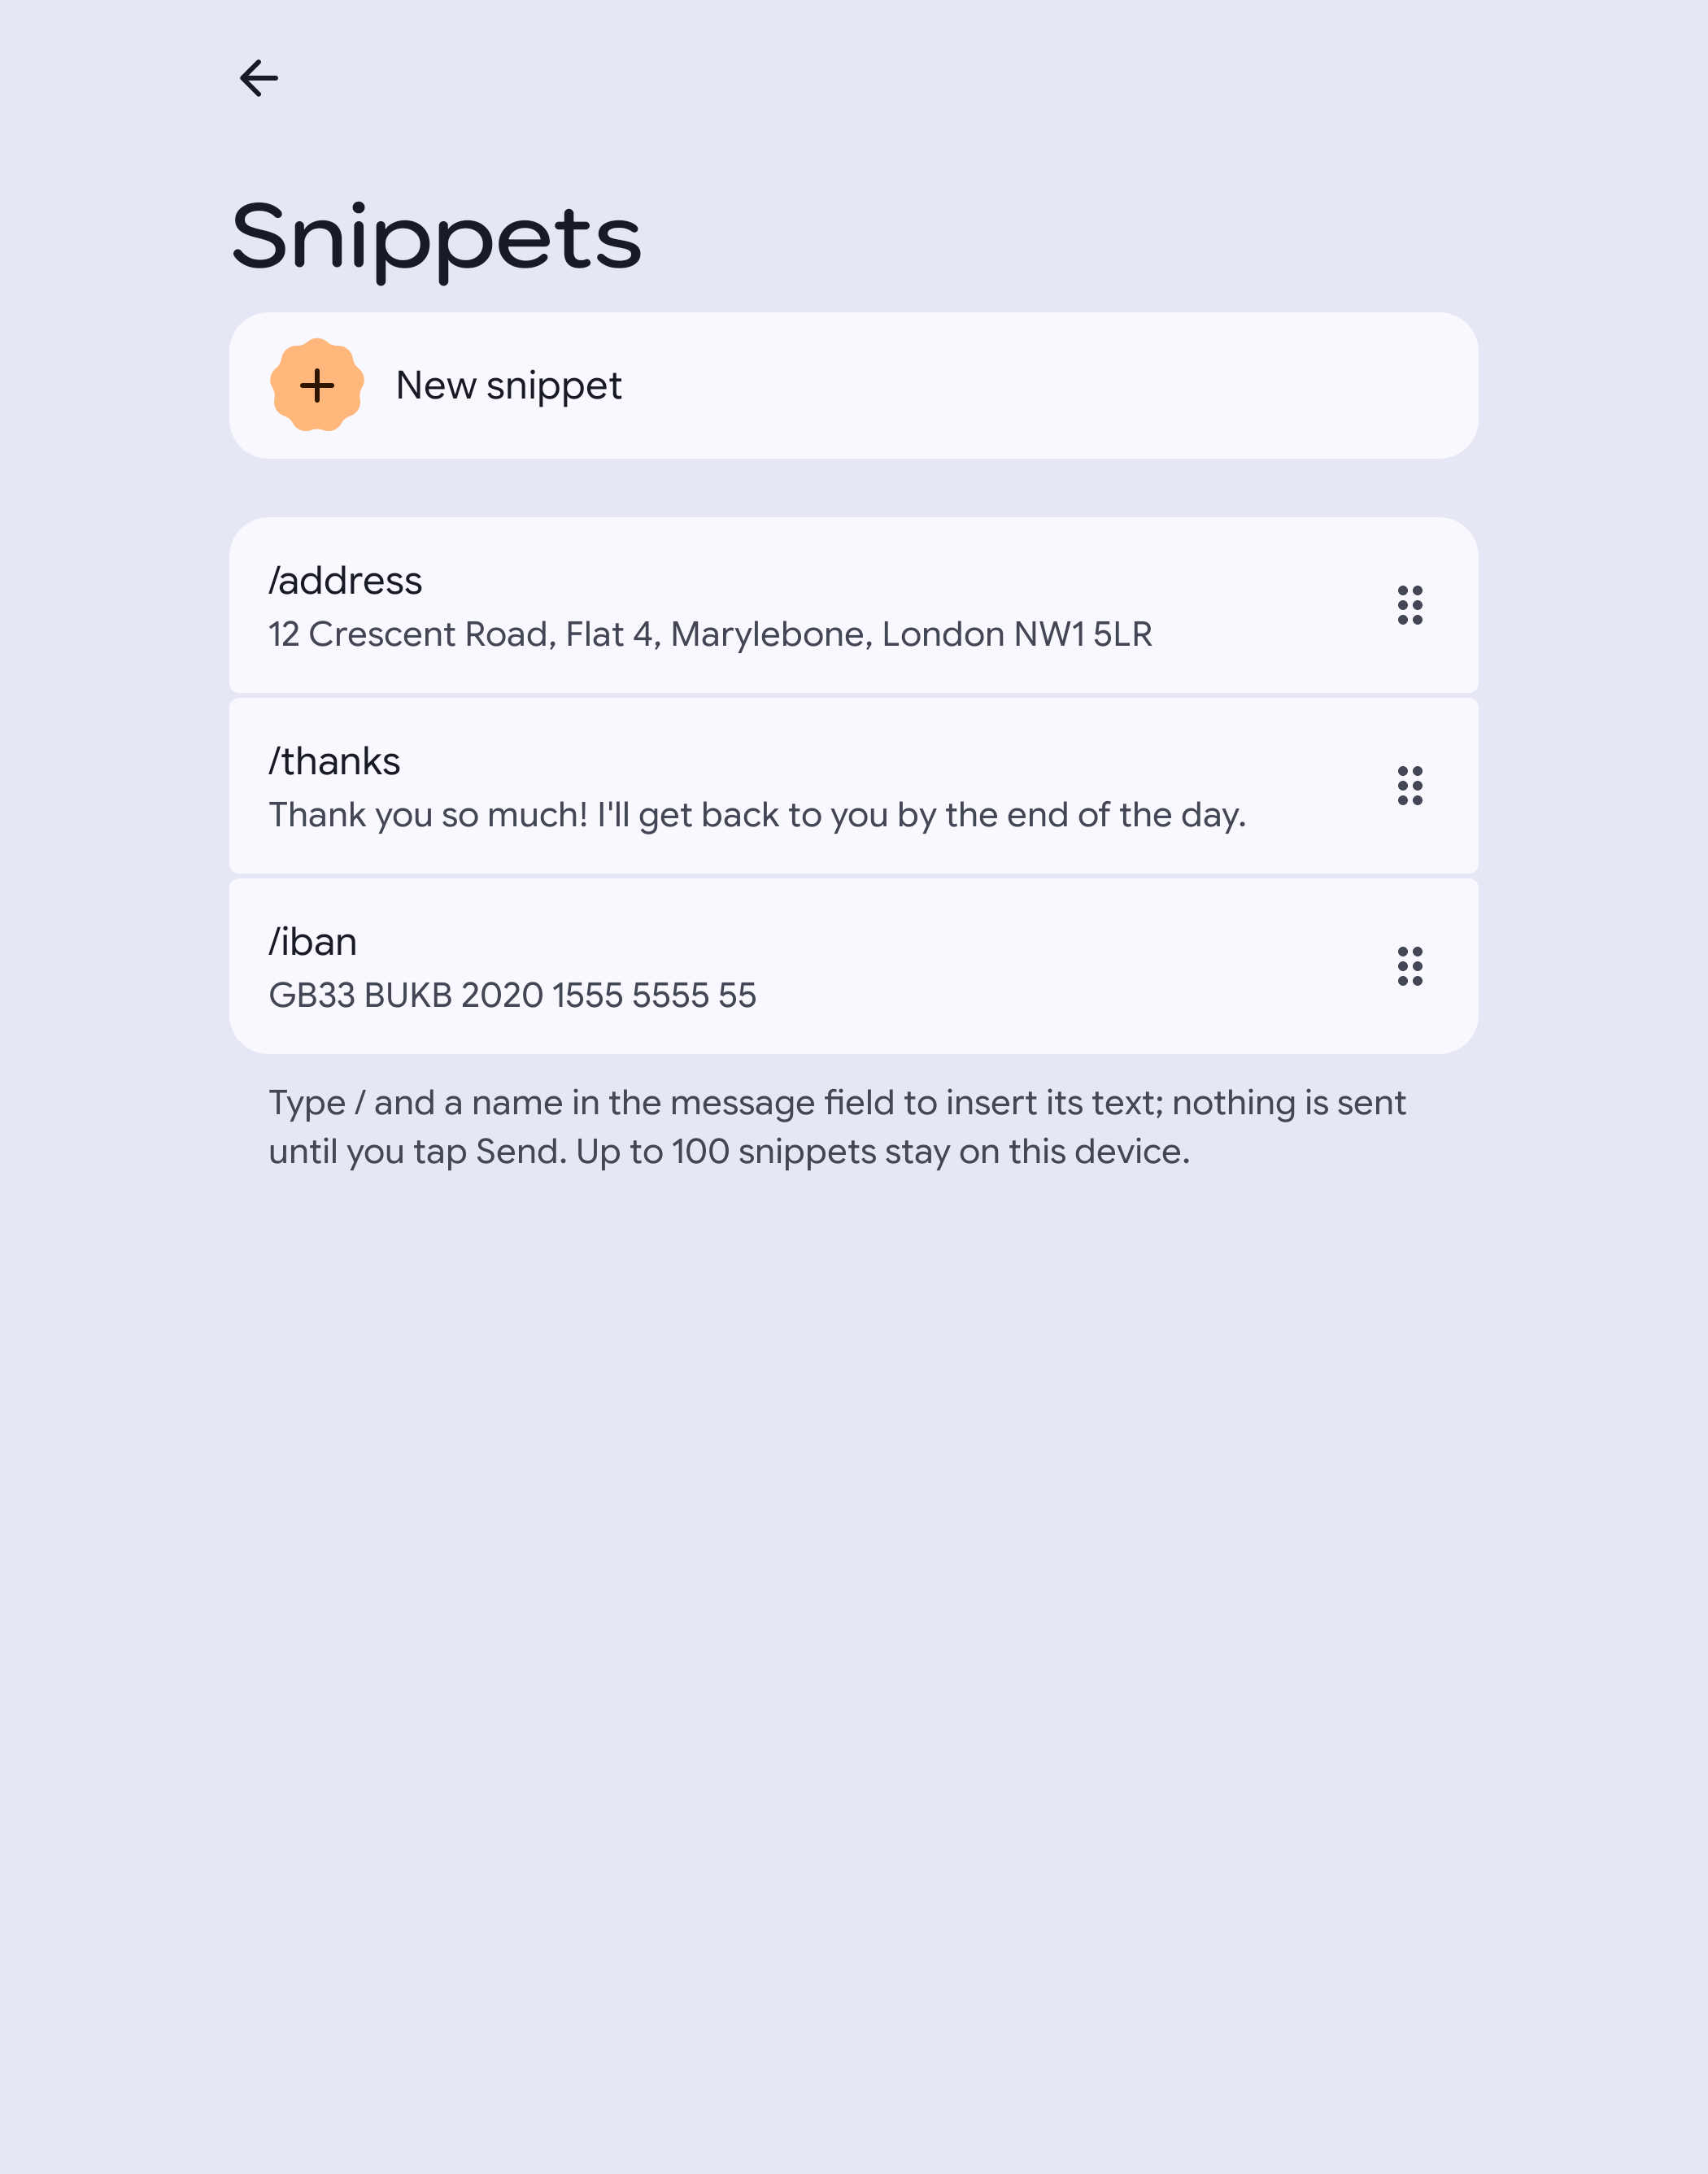 Snippets
New snippet
/address
12 Crescent Road, Flat 4, Marylebone, London NW1 5LR
/thanks
Thank you so much! I'll get back to you by the end of the day.
/iban
GB33 BUKB 2020 1555 5555 55
Type / and a name in the message field to insert its text; nothing is sent
until you tap Send. Up to 100 snippets stay on this device.